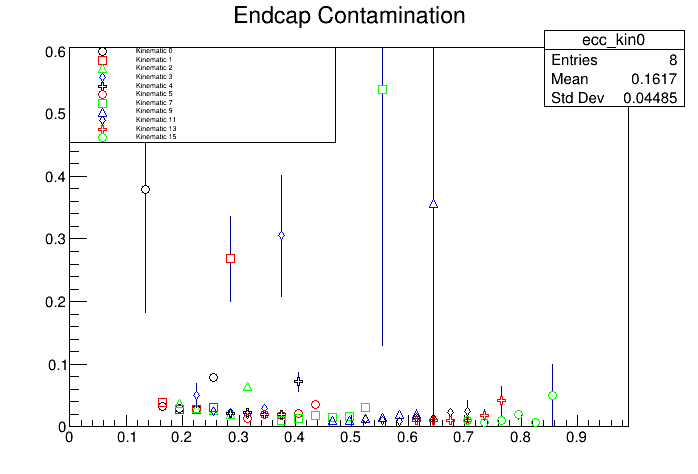 Endcap Contamination
ecc_kin0
Entries 8
Mean 0.1617
Std Dev 0.04485
Kinematic 0
Kinematic 1
Kinematic 2
Kinematic 3
Kinematic 4
Kinematic 5
Kinematic 7
Kinematic 9
Kinematic 11
Kinematic 13
Kinematic 15
0.6
0.5
0.4
0.3
0.2
0.1
0
0 0.1 0.2 0.3 0.4 0.5 0.6 0.7 0.8 0.9